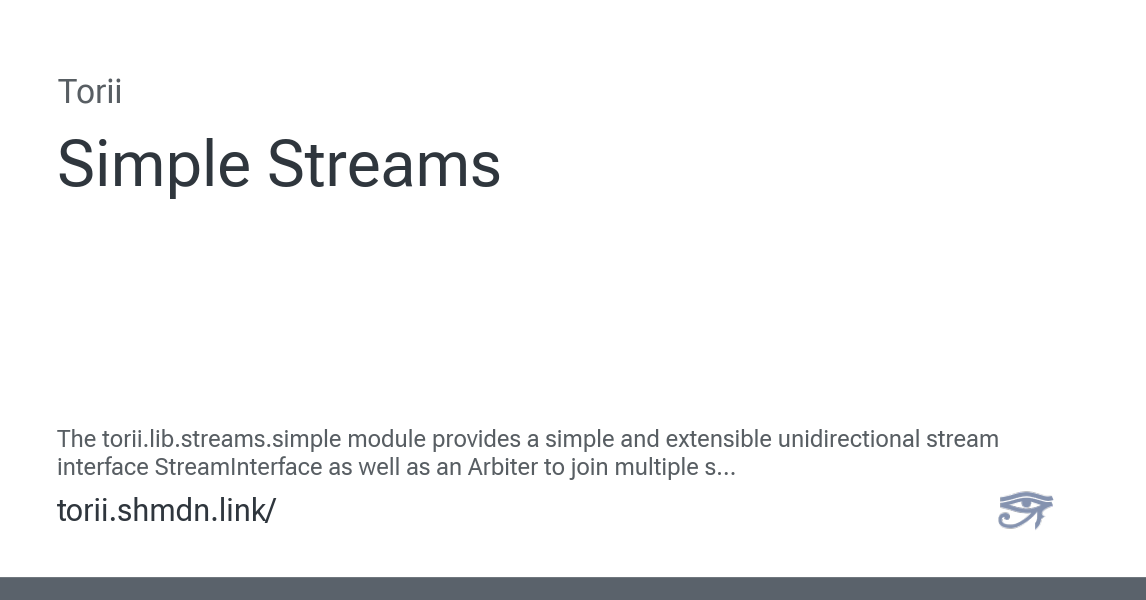 Torii
Simple Streams
The torii.lib.streams.simple module provides a simple and extensible unidirectional stream
interface StreamInterface as well as an Arbiter to join multiple s...
torii.shmdn.link/